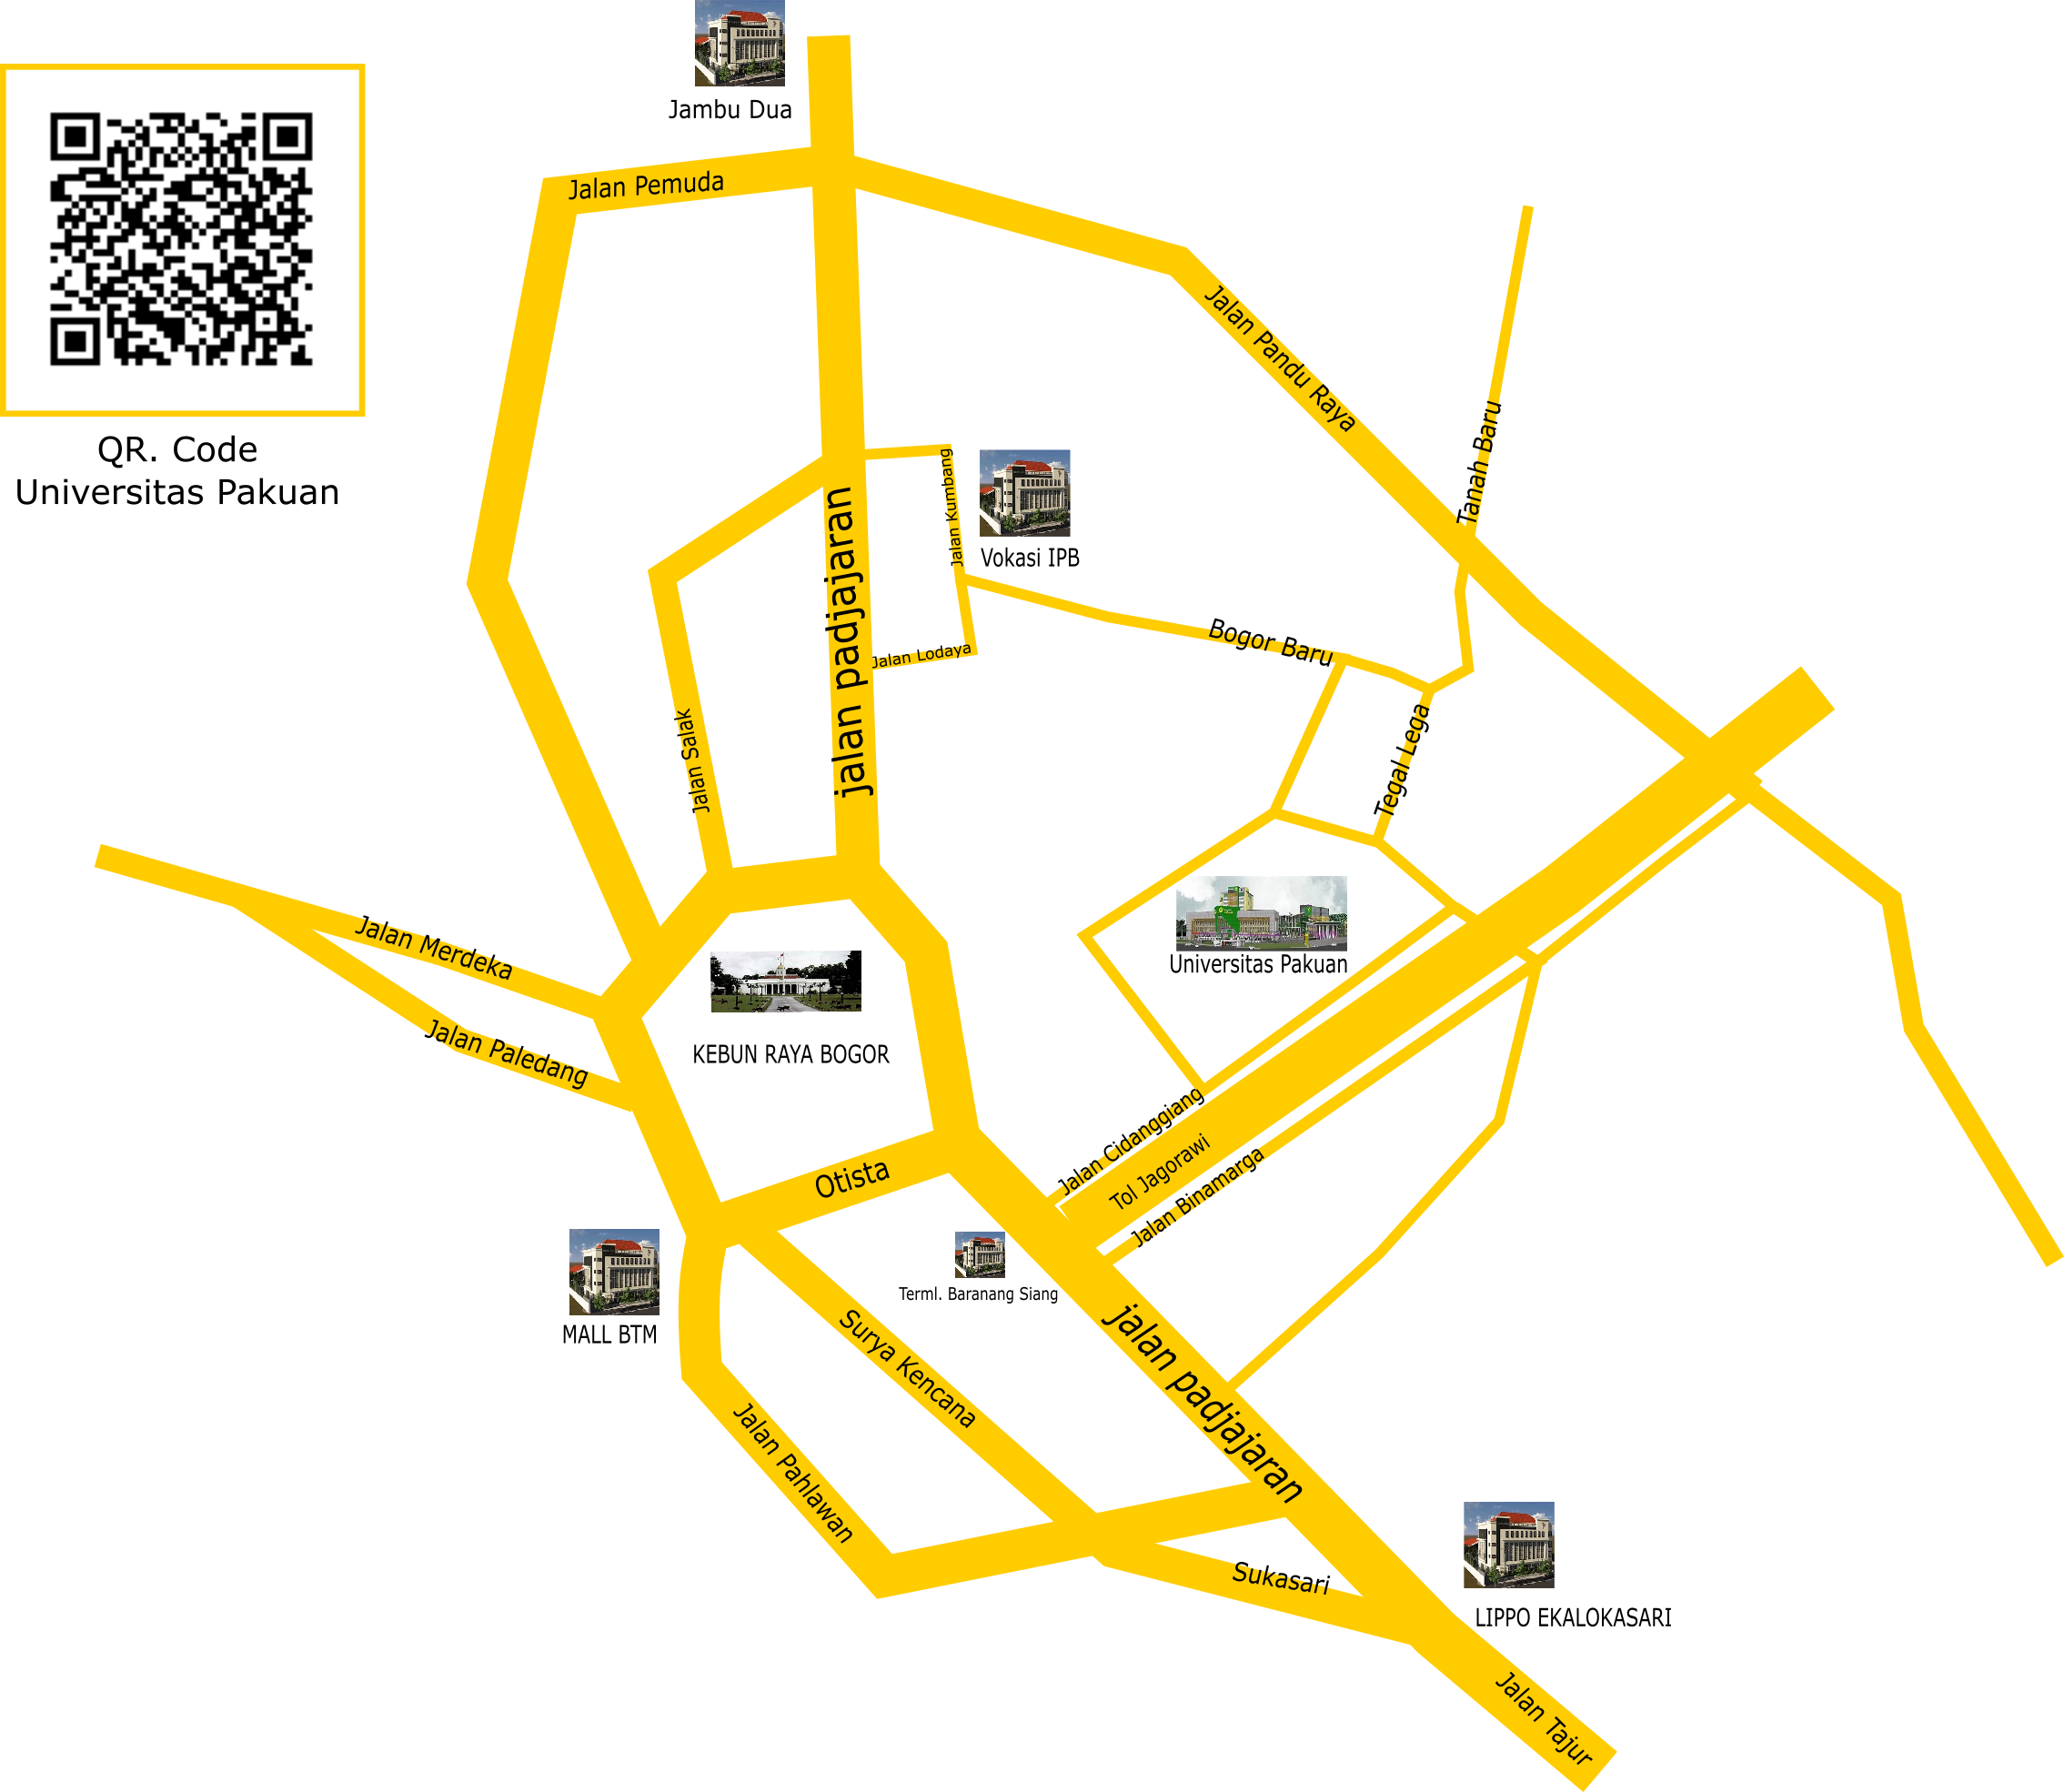 Jambu Dua
Jalan Pemuda
QR. Code
Universitas Pakuan
Jalan Pandu Raya
Tanah Baru
Jalan Kumbang
Vokasi IPB
jalan padjajaran
Bogor Baru
Jalan Lodaya
Jalan Salak
Tegal Lega
Jalan Merdeka
Universitas Pakuan
Jalan Paledang
KEBUN RAYA BOGOR
Jalan Cidanggiang
Tol Jagorawi
Jalan Binamarga
Otista
Terml. Baranang Siang
MALL BTM
Surya Kencana
jalan padjajaran
Jalan Pahlawan
Sukasari
LIPPO EKALOKASARI
Jalan Tajur